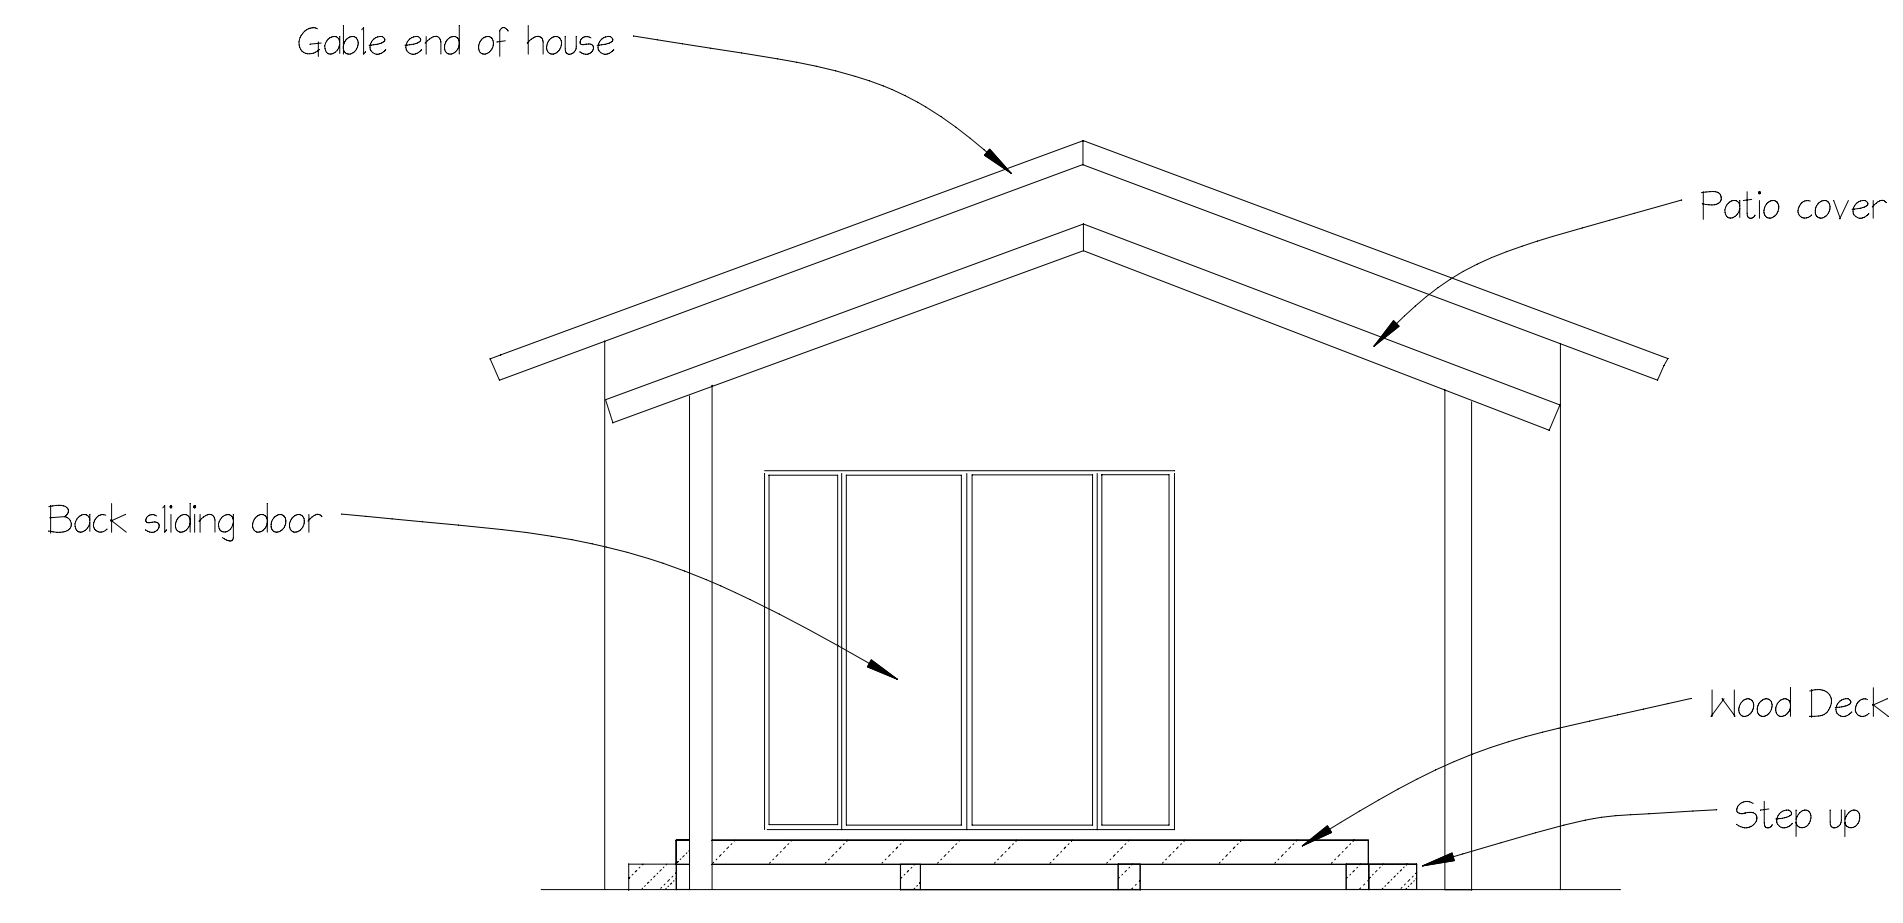 Gable end of house
Patio cover
Back sliding door
Wood Deck
Step up